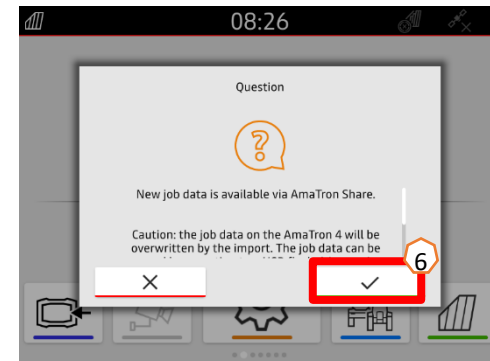 08:26
Question
New job data is available via AmaTron Share.
Caution: the job data on the AmaTron 4 will be
overwritten by the import. The job data can be
6